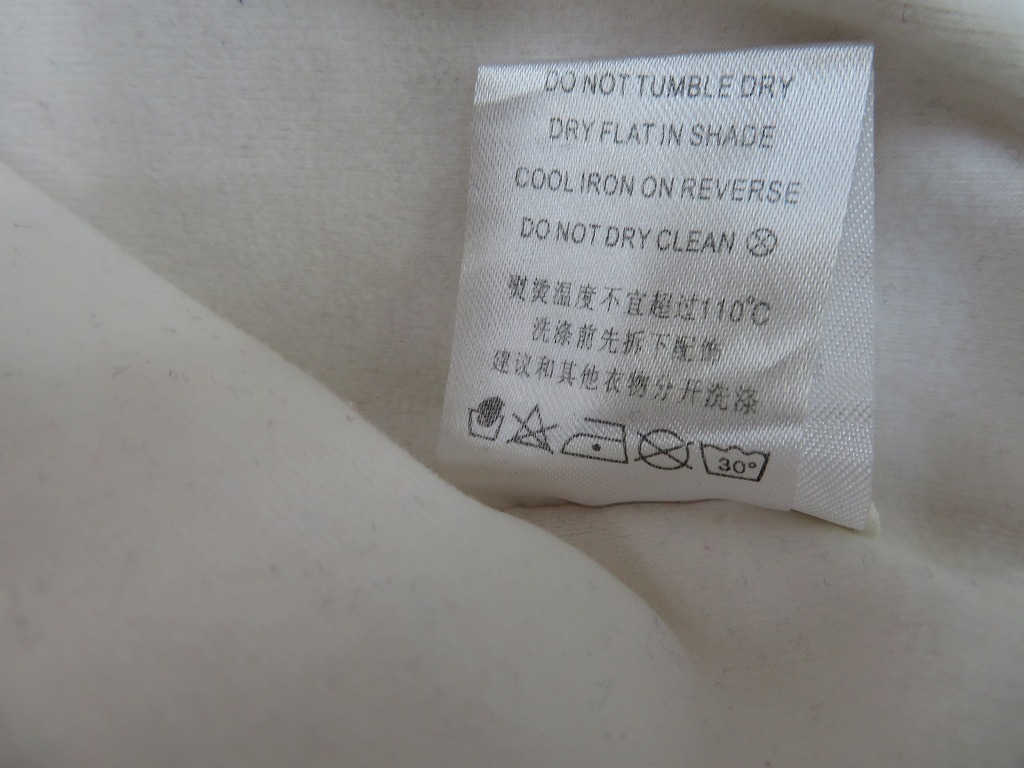 DO NOT TUMBLE DRY
DRY FLAT IN SHADE
COOL IRON ON REVERSE
DO NOT DRY CLEAN
熨烫温度不宜超过110℃
洗涤前先拆下配饰
建议和其他衣物分开洗涤
30°